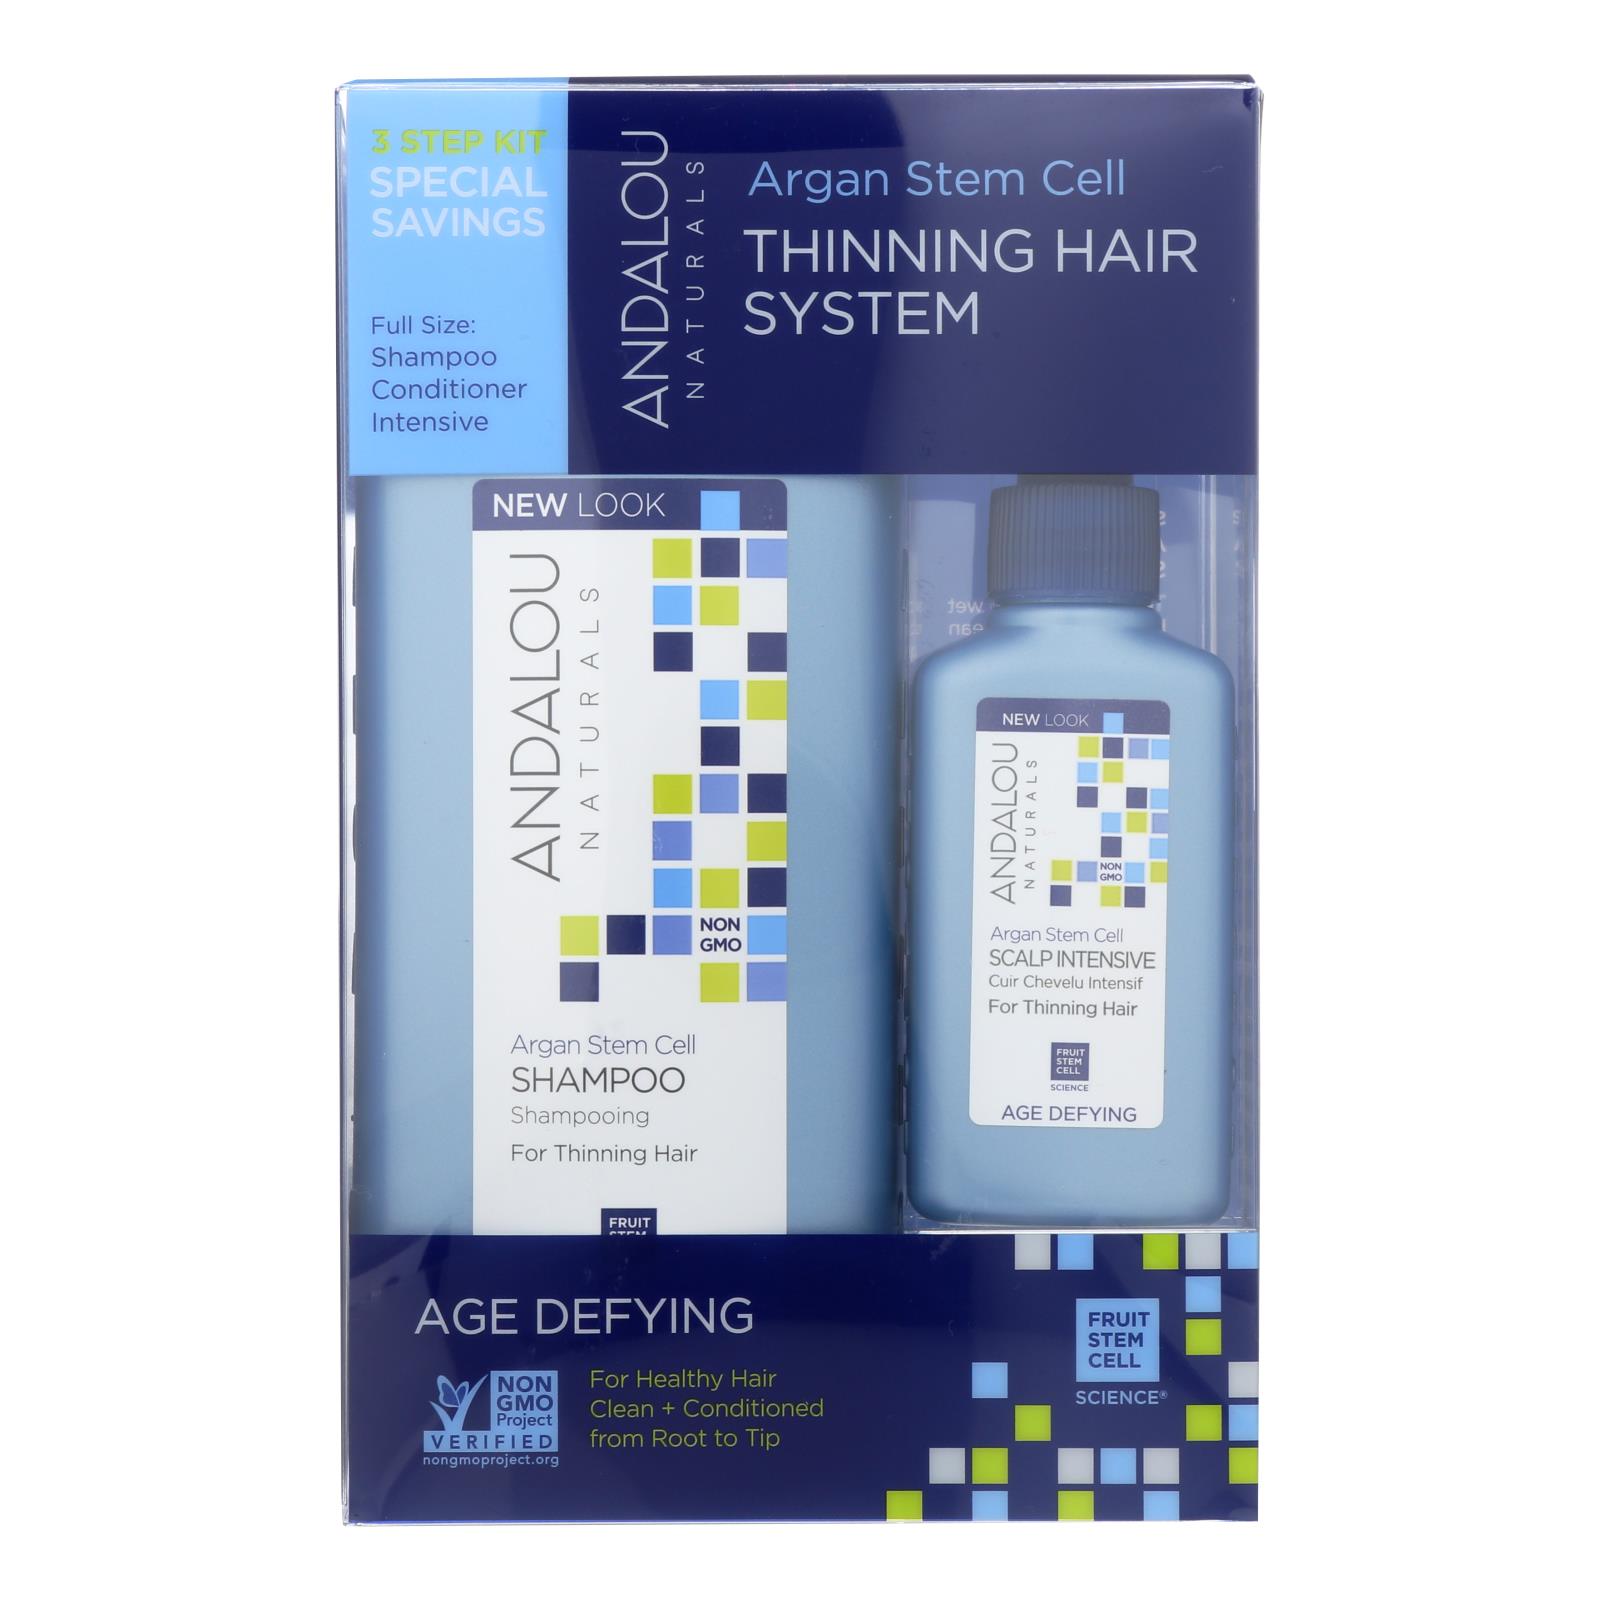 3 STEP KIT
SPECIAL
SAVINGS
Full Size:
Shampoo
Conditioner
Intensive
ANDALOU
NATURALS
Argan Stem Cell
THINNING HAIR
SYSTEM
NEW LOOK
ANDALOU
NATURALS
NON
GMO
Argan Stem Cell
SHAMPOO
Shampooing
For Thinning Hair
FRUIT
STEM
NEW LOOK
ANDALOU
NATURALS
NON
GMO
Argan Stem Cell
SCALP INTENSIVE
Cuir Chevelu Intensif
For Thinning Hair
FRUIT
STEM
CELL
SCIENCE
AGE DEFYING
AGE DEFYING
NON
GMO
Project
VERIFIED
nongmoproject.org
For Healthy Hair
Clean + Conditioned
from Root to Tip
FRUIT
STEM
CELL
SCIENCE®